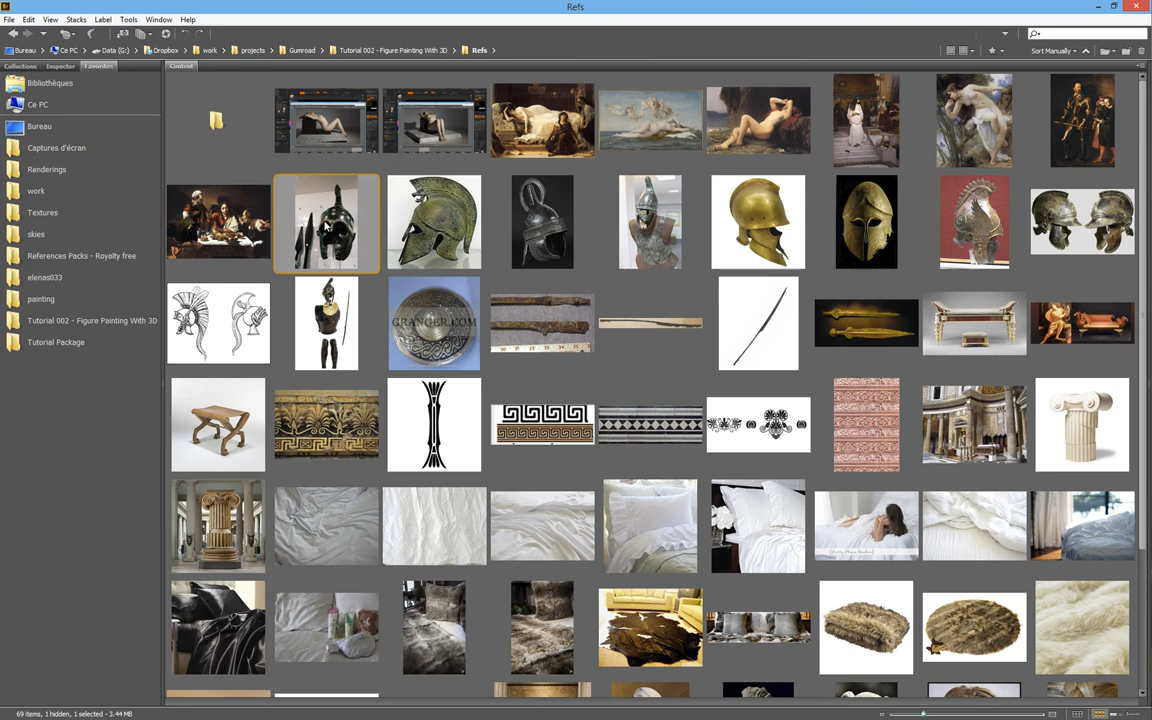 Br
Refs
File Edit View Stacks Label Tools Window Help
Bureau > Ce PC > Data (G:) > Dropbox > work > projects > Gumroad > Tutorial 002 - Figure Painting With 3D > Refs >
Sort Manually
Collections Inspector Favorites
Content
Bibliothèques
Ce PC
Bureau
Captures d'écran
Renderings
work
Textures
skies
References Packs - Royalty free
elenas033
painting
Tutorial 002 - Figure Painting With 3D
Tutorial Package
GRANGER.COM
69 items, 1 hidden, 1 selected - 3.44 MB